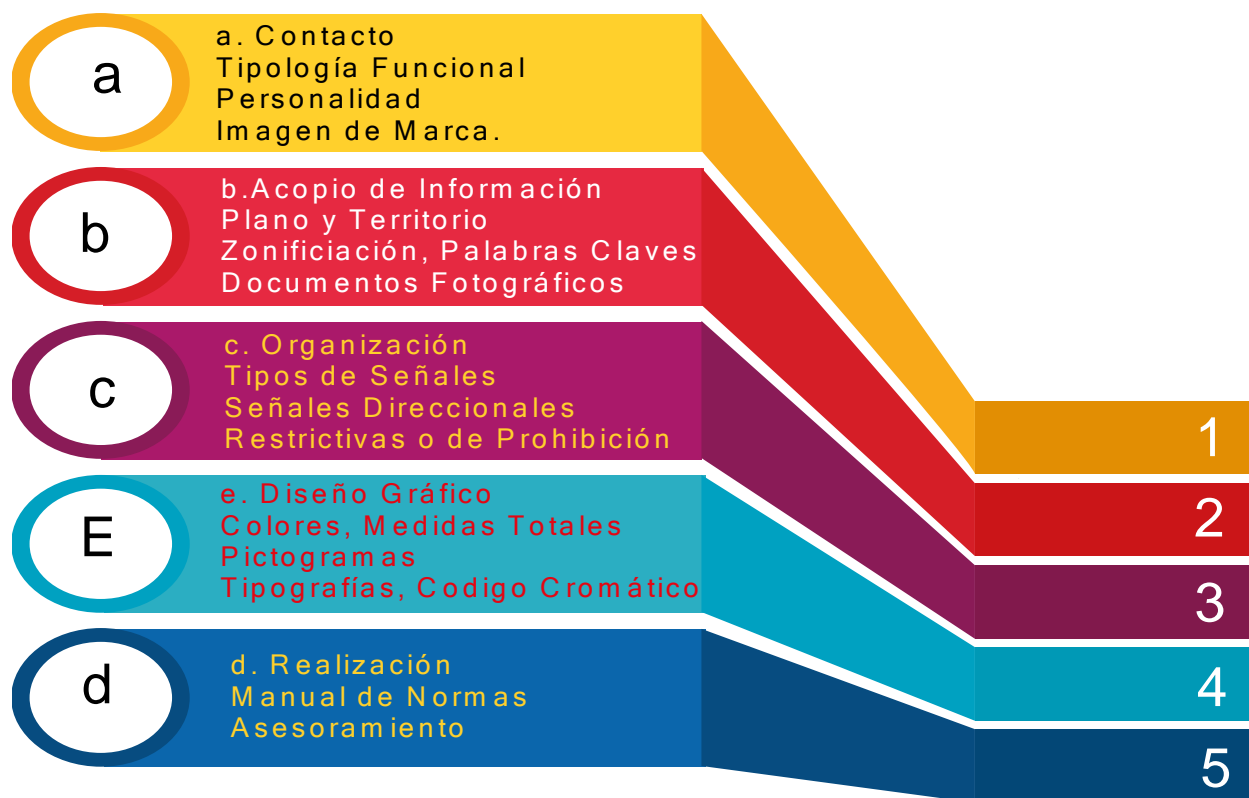 a
a. Contacto
Tipología Funcional
Personalidad
Imagen de Marca.
b
b.Acopio de Información
Plano y Territorio
Zonificiación, Palabras Claves
Documentos Fotográficos
c
c. Organización
Tipos de Señales
Señales Direccionales
Restrictivas o de Prohibición
E
e. Diseño Gráfico
Colores, Medidas Totales
Pictogramas
Tipografías, Codigo Cromático
d
d. Realización
Manual de Normas
Asesoramiento
1
2
3
4
5